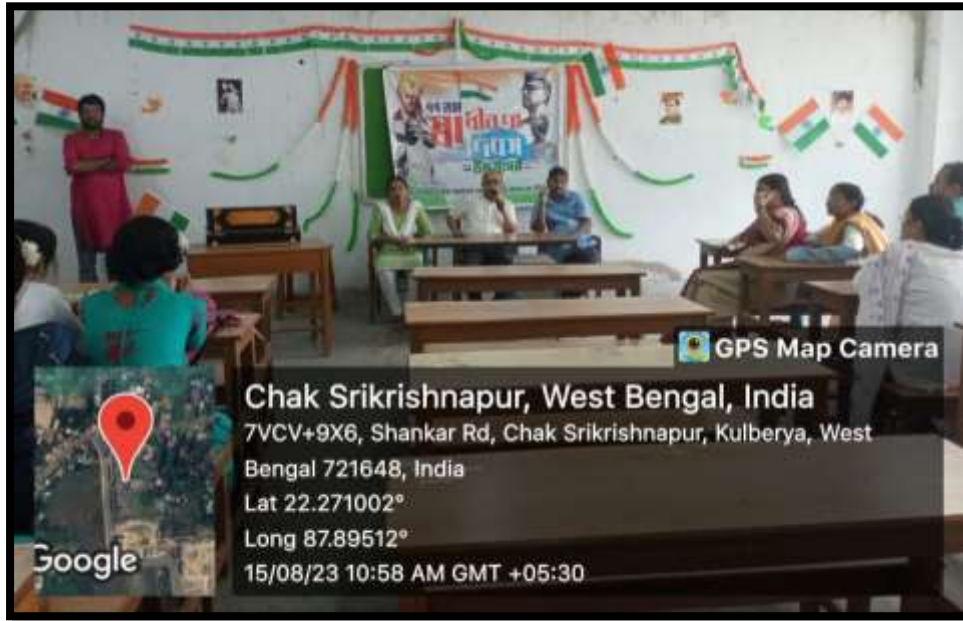 GPS Map Camera
Chak Srikrishnapur, West Bengal, India
7VCV+9X6, Shankar Rd, Chak Srikrishnapur, Kulberya, West
Bengal 721648, India
Lat 22.271002°
Long 87.89512°
15/08/23 10:58 AM GMT +05:30
Google